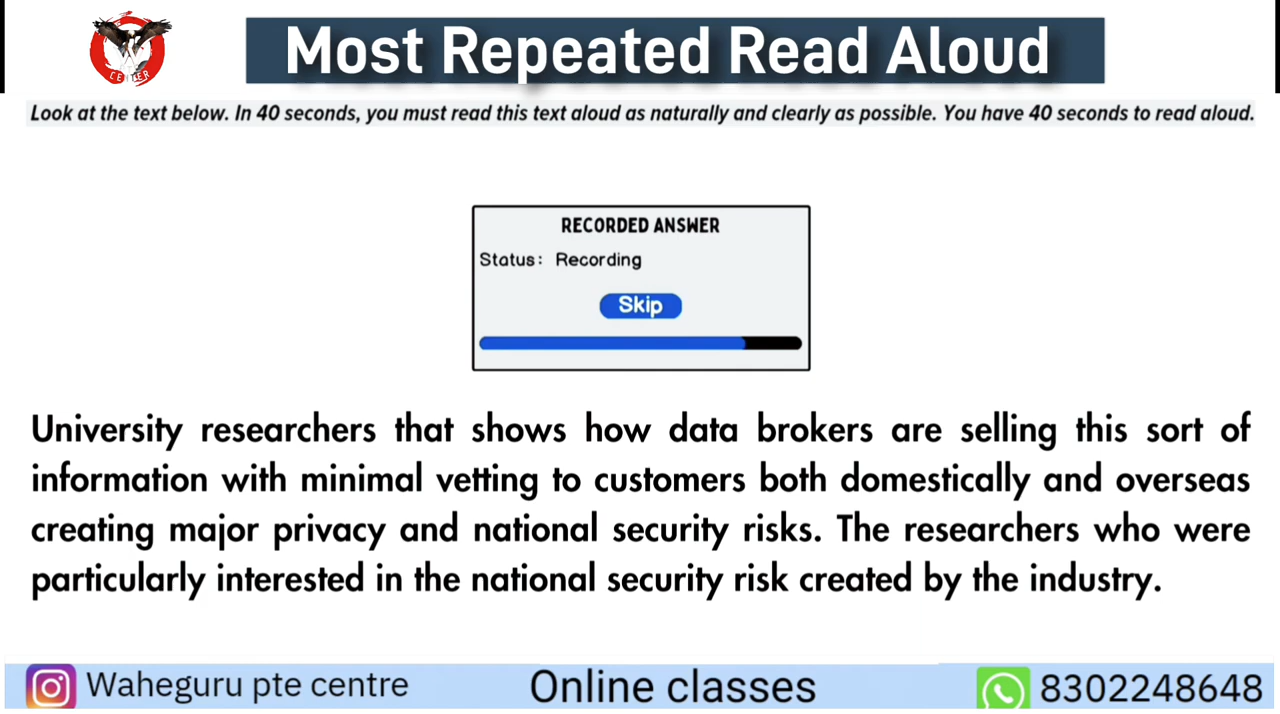 CENTER
Most Repeated Read Aloud
Look at the text below. In 40 seconds, you must read this text aloud as naturally and clearly as possible. You have 40 seconds to read aloud.
RECORDED ANSWER
Status: Recording
Skip
University researchers that shows how data brokers are selling this sort of
information with minimal vetting to customers both domestically and overseas
creating major privacy and national security risks. The researchers who were
particularly interested in the national security risk created by the industry.
Waheguru pte centre
Online classes
8302248648